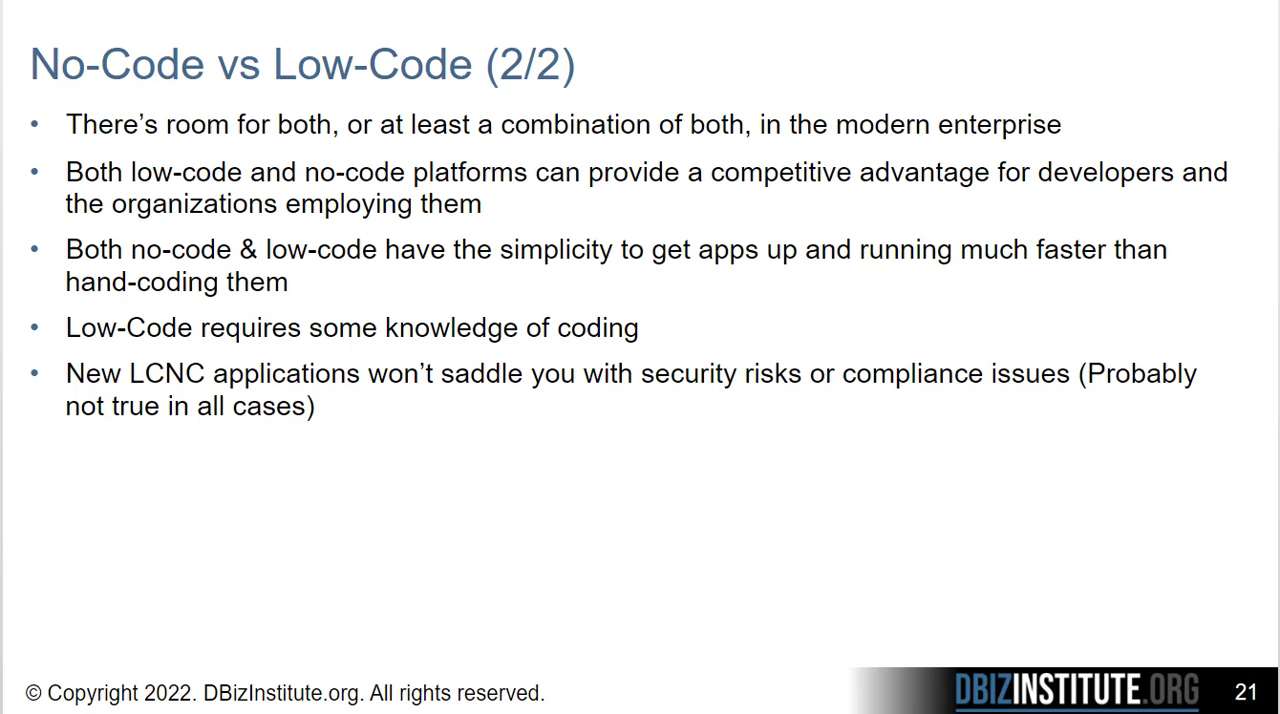 No-Code vs Low-Code (2/2)
• There’s room for both, or at least a combination of both, in the modern enterprise
• Both low-code and no-code platforms can provide a competitive advantage for developers and
the organizations employing them
• Both no-code & low-code have the simplicity to get apps up and running much faster than
hand-coding them
• Low-Code requires some knowledge of coding
• New LCNC applications won’t saddle you with security risks or compliance issues (Probably
not true in all cases)
© Copyright 2022. DBizInstitute.org. All rights reserved.
DBIZINSTITUTE.ORG
21